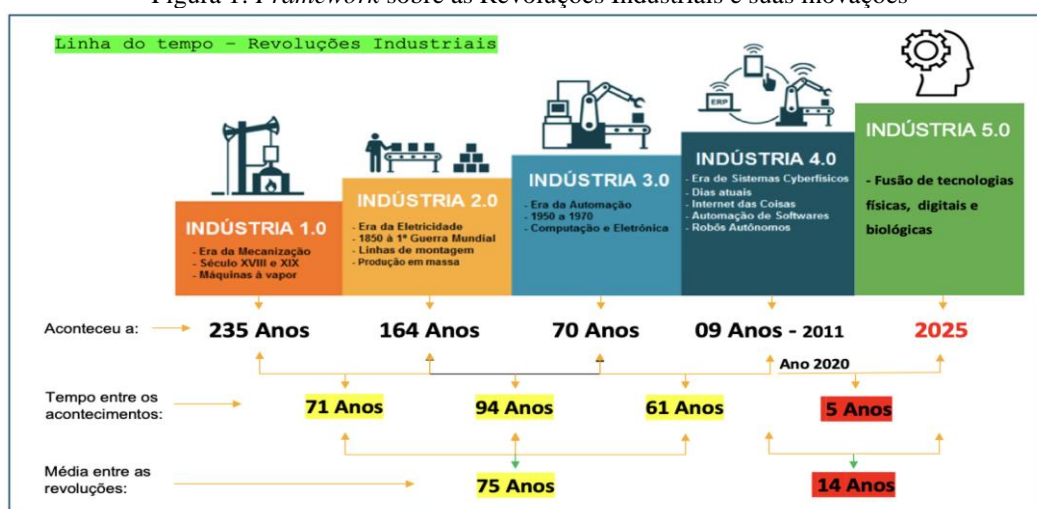 Figura 1: Framework sobre as Revoluções Industriais e suas inovações
Linha do tempo – Revoluções Industriais
ERP
INDÚSTRIA 1.0
- Era da Mecanização
- Século XVIII e XIX
- Máquinas à vapor
INDÚSTRIA 2.0
- Era da Eletricidade
- 1850 à 1ª Guerra Mundial
- Linhas de montagem
- Produção em massa
INDÚSTRIA 3.0
- Era da Automação
- 1950 a 1970
- Computação e Eletrônica
INDÚSTRIA 4.0
- Era de Sistemas Cyberfísicos
- Dias atuais
- Internet das Coisas
- Automação de Softwares
- Robôs Autônomos
INDÚSTRIA 5.0
- Fusão de tecnologias
físicas, digitais e
biológicas
Aconteceu a:
235 Anos
164 Anos
70 Anos
09 Anos - 2011
2025
Ano 2020
Tempo entre os
acontecimentos:
71 Anos
94 Anos
61 Anos
5 Anos
Média entre as
revoluções:
75 Anos
14 Anos